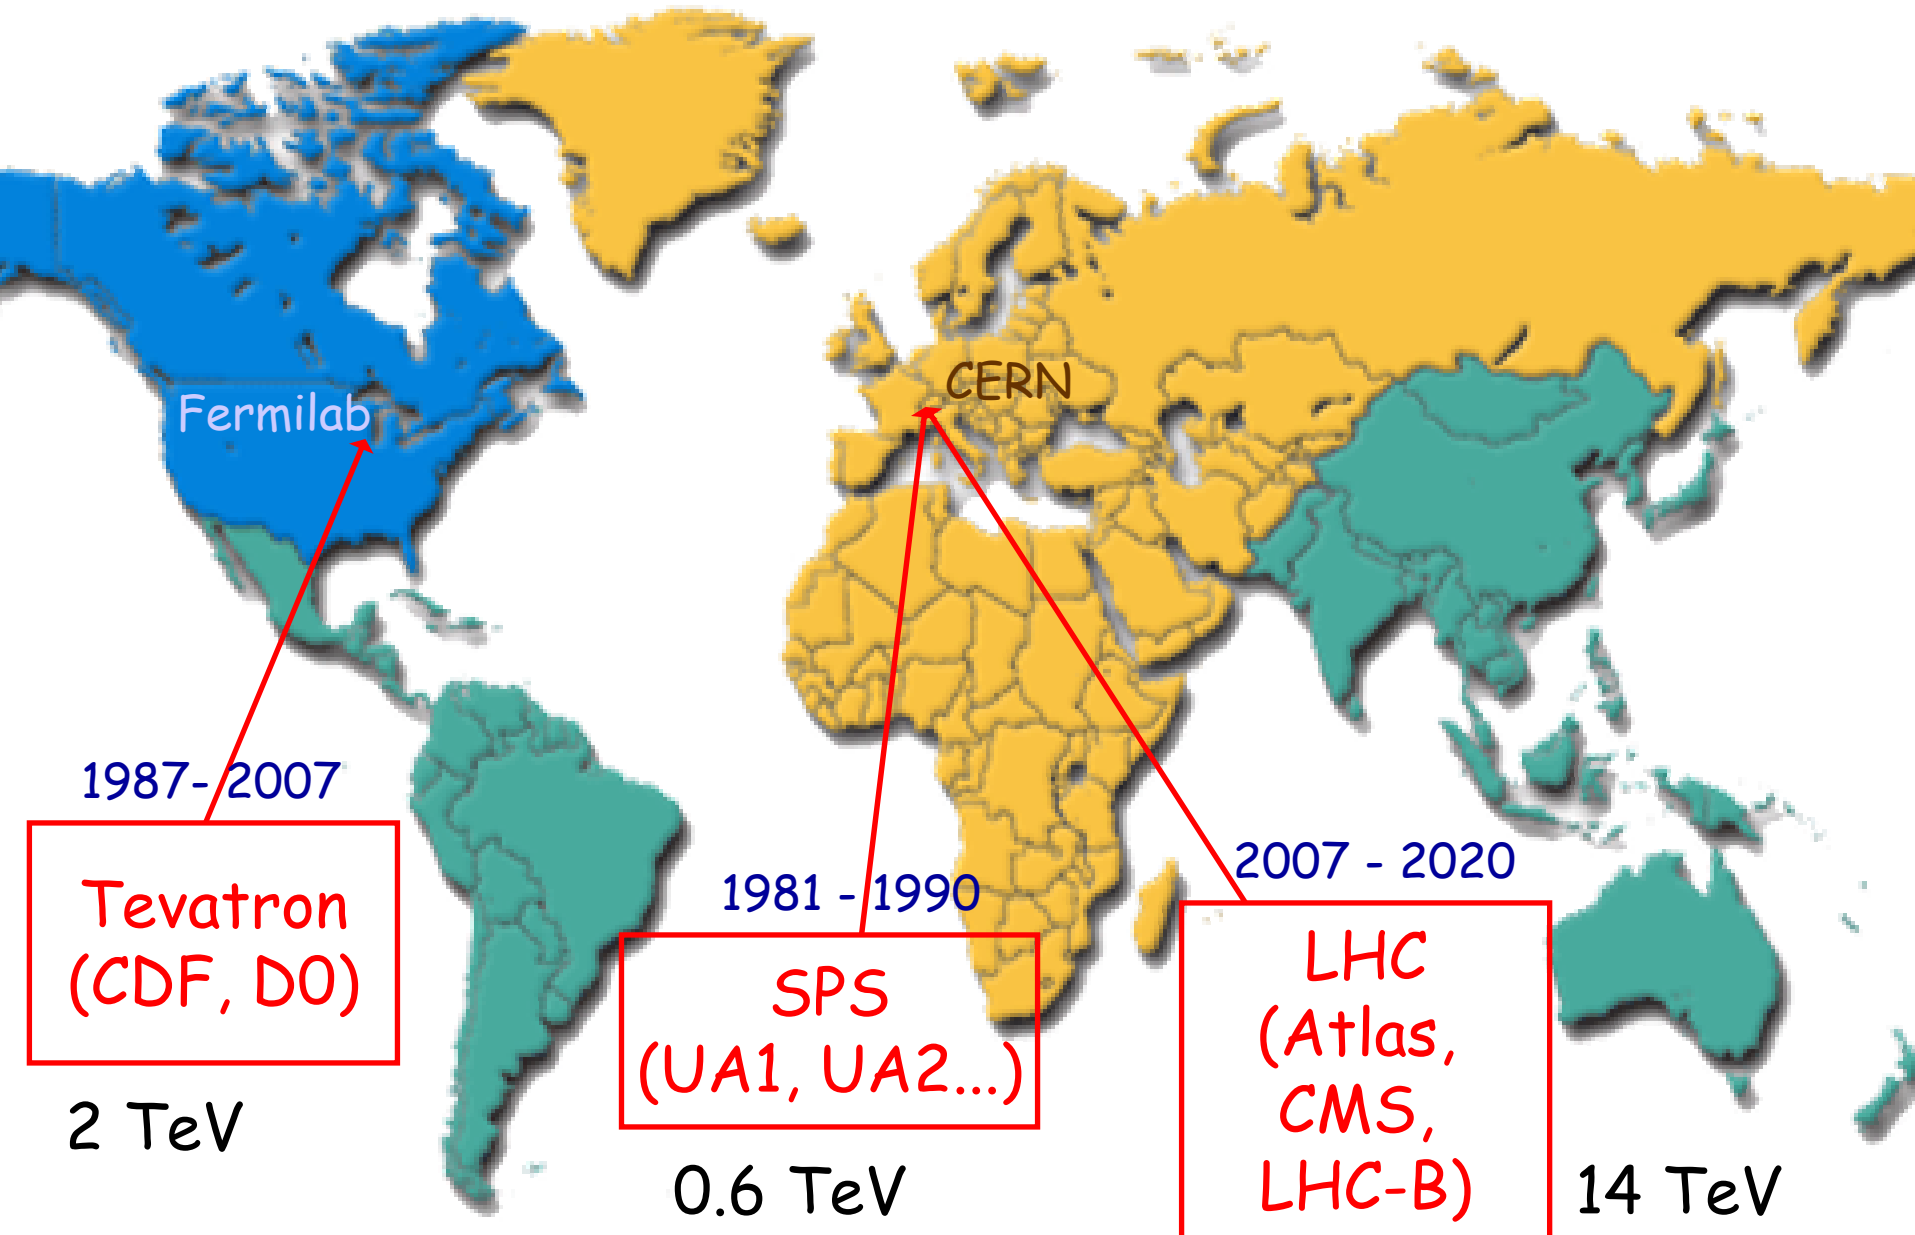 CERN
Fermilab
1987- 2007
Tevatron
(CDF, D0)
2 TeV
1981 - 1990
SPS
(UA1, UA2...)
0.6 TeV
2007 - 2020
LHC
(Atlas,
CMS,
LHC-B)
14 TeV